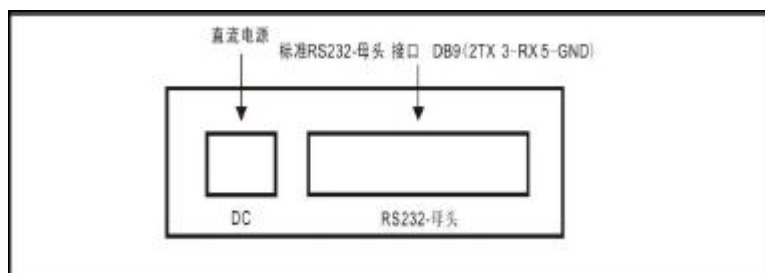 直流电源
标准RS232-母头 接口 DB9(2TX 3-RX 5-GND)
DC
RS232-母头